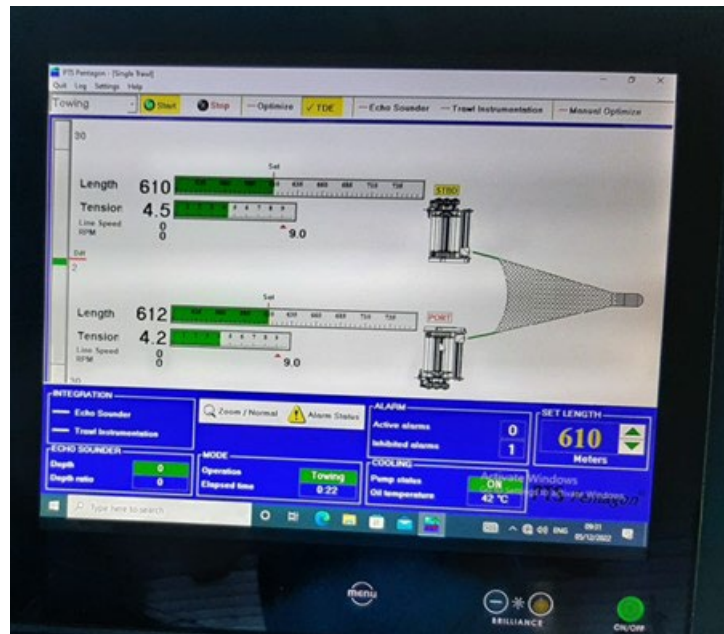 PTS Pentagon - [Single Trawl]
Quit Log Settings Help
Towing Start Stop Optimize TDE Echo Sounder Trawl Instrumentation Manual Optimize
30
Set
Length 610
STBD
Tension 4.5
Line Speed 0
RPM 0
9.0
Diff
2
Set
Length 612
PORT
Tension 4.2
Line Speed 0
RPM 0
9.0
30
INTEGRATION
Echo Sounder
Trawl Instrumentation
Zoom / Normal Alarm Status
ALARM
Active alarms 0
Inhibited alarms 1
SET LENGTH
610
Meters
ECHO SOUNDER
Depth 0
Depth ratio 0
MODE
Operation Towing
Elapsed time 0:22
COOLING
Pump status ON
Oil temperature 42 °C
Activate Windows
PTS Pentagon
Type here to search
ENG
09:31
05/12/2022
menu
BRILLIANCE
ON/OFF